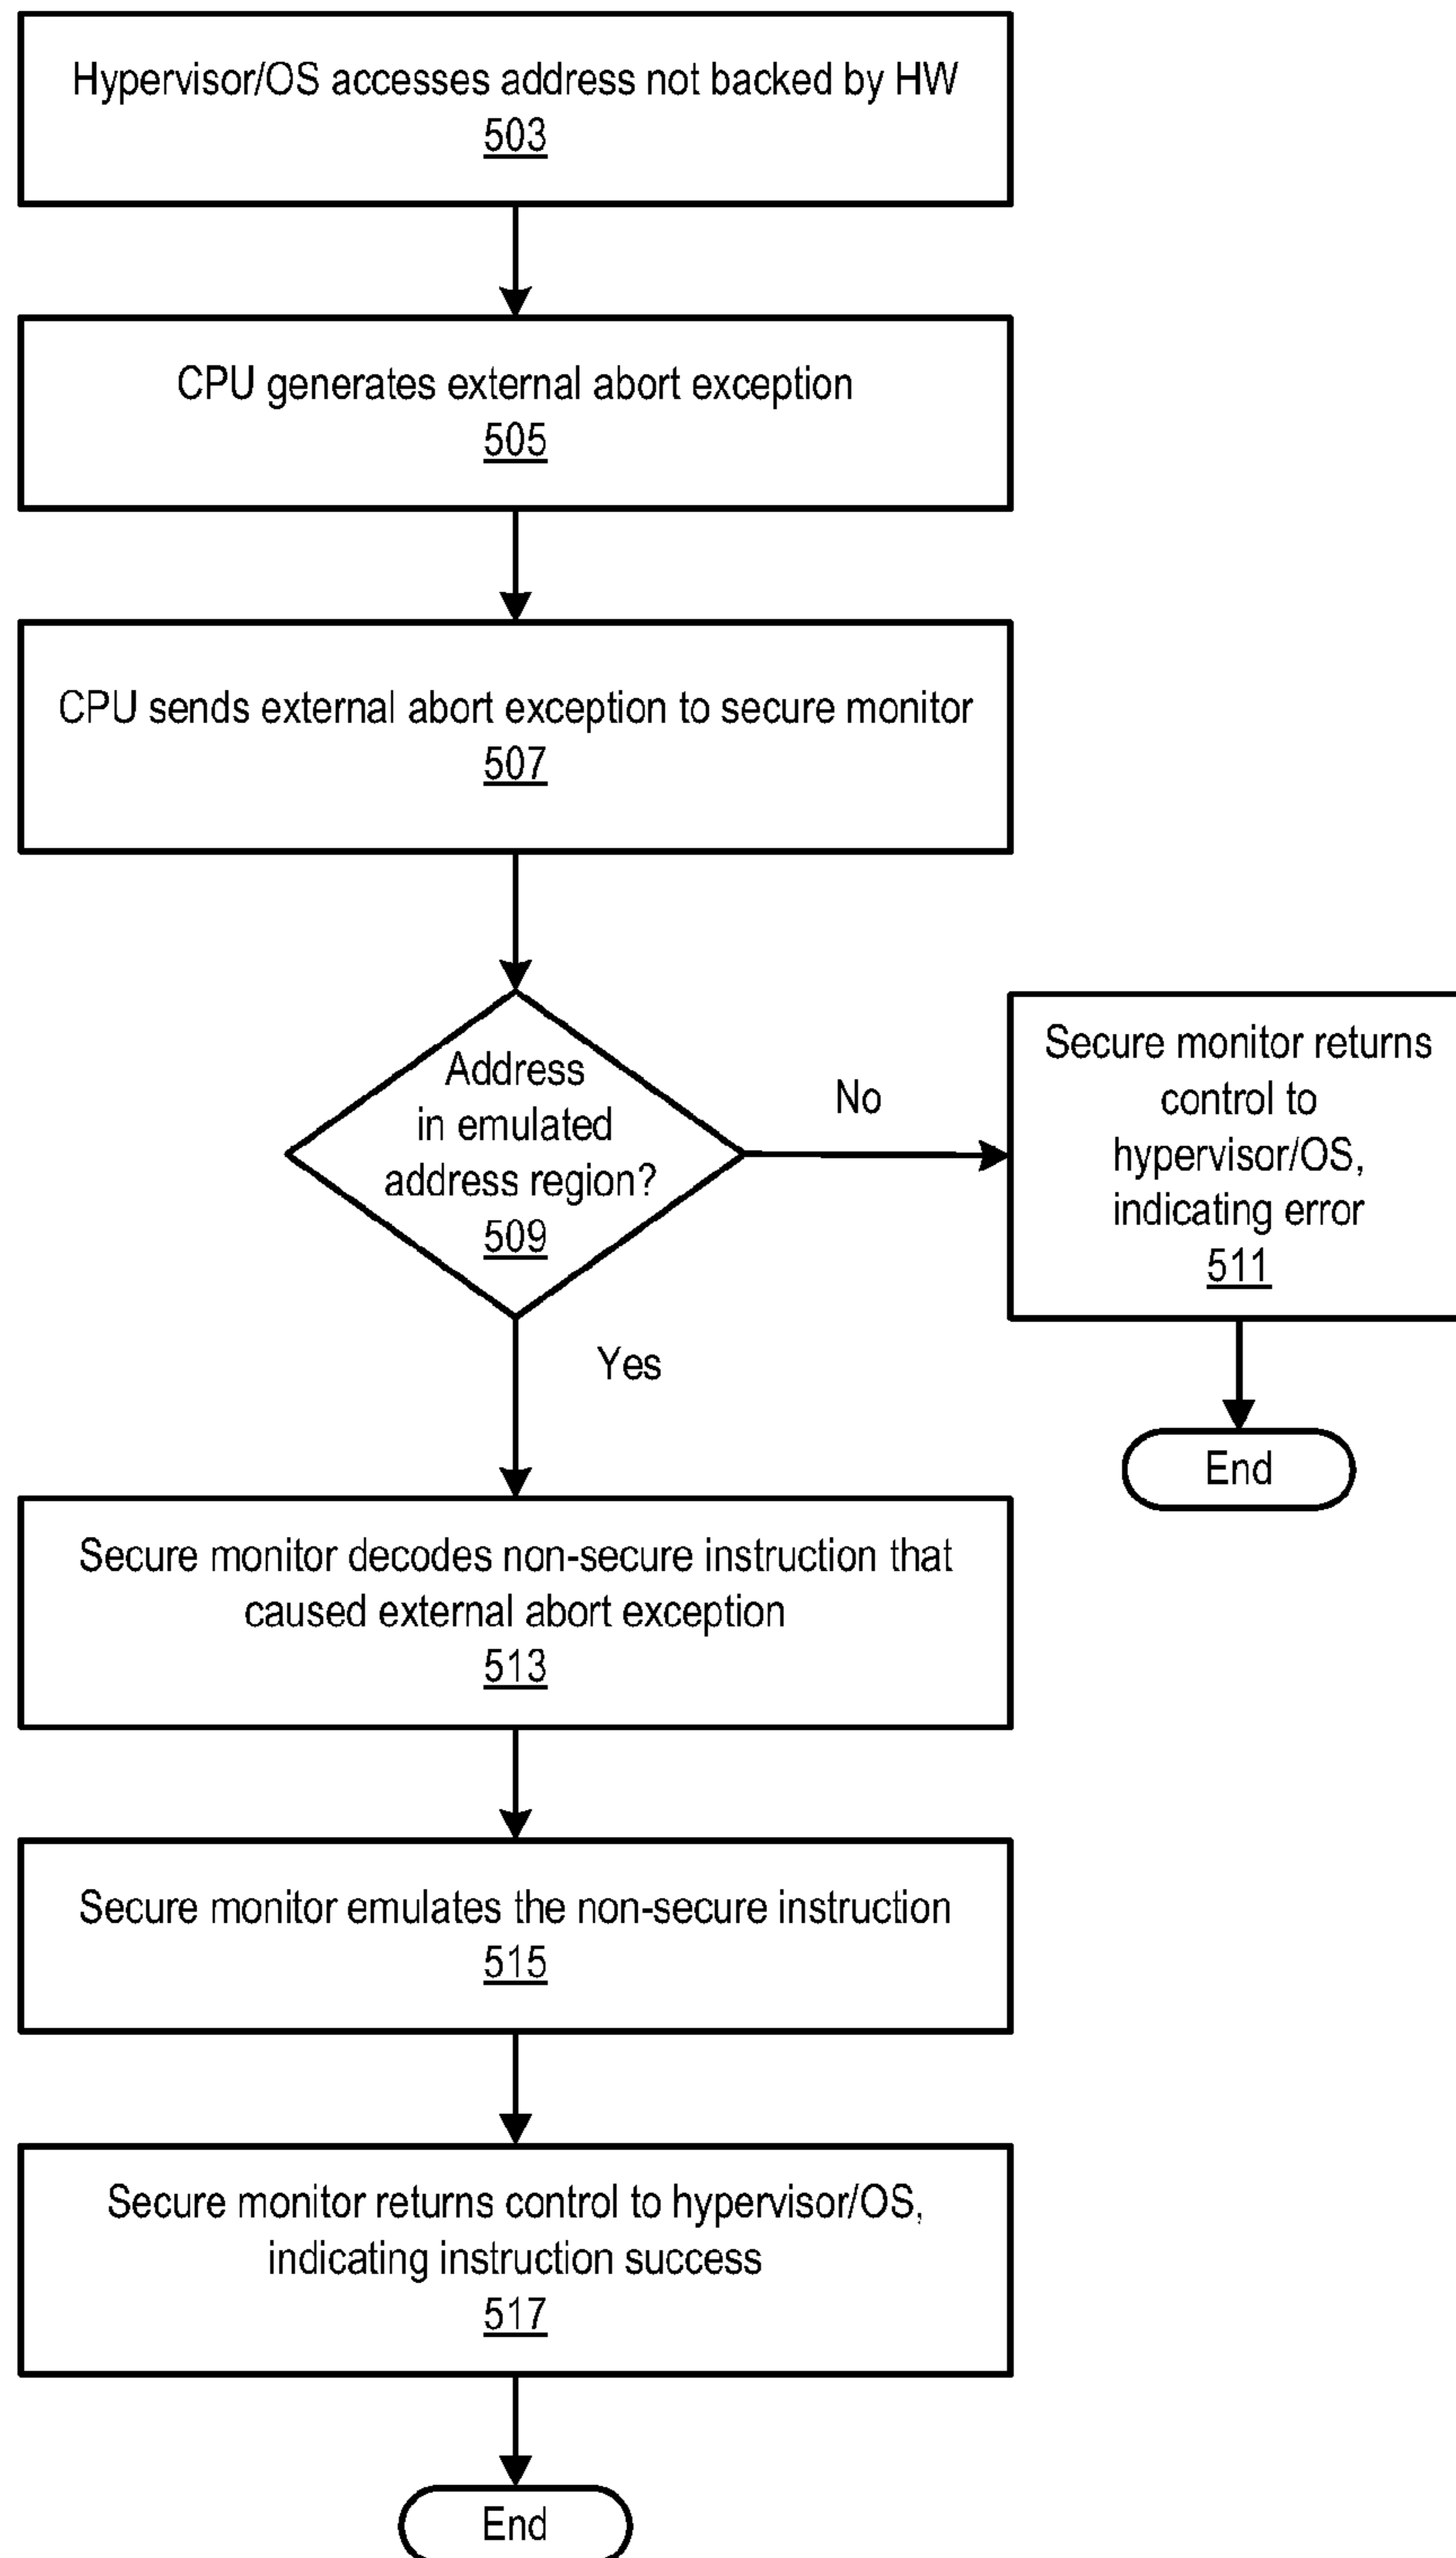 Hypervisor/OS accesses address not backed by HW
503
CPU generates external abort exception
505
CPU sends external abort exception to secure monitor
507
Address
in emulated
address region?
509
No
Secure monitor returns
control to
hypervisor/OS,
indicating error
511
End
Yes
Secure monitor decodes non-secure instruction that
caused external abort exception
513
Secure monitor emulates the non-secure instruction
515
Secure monitor returns control to hypervisor/OS,
indicating instruction success
517
End